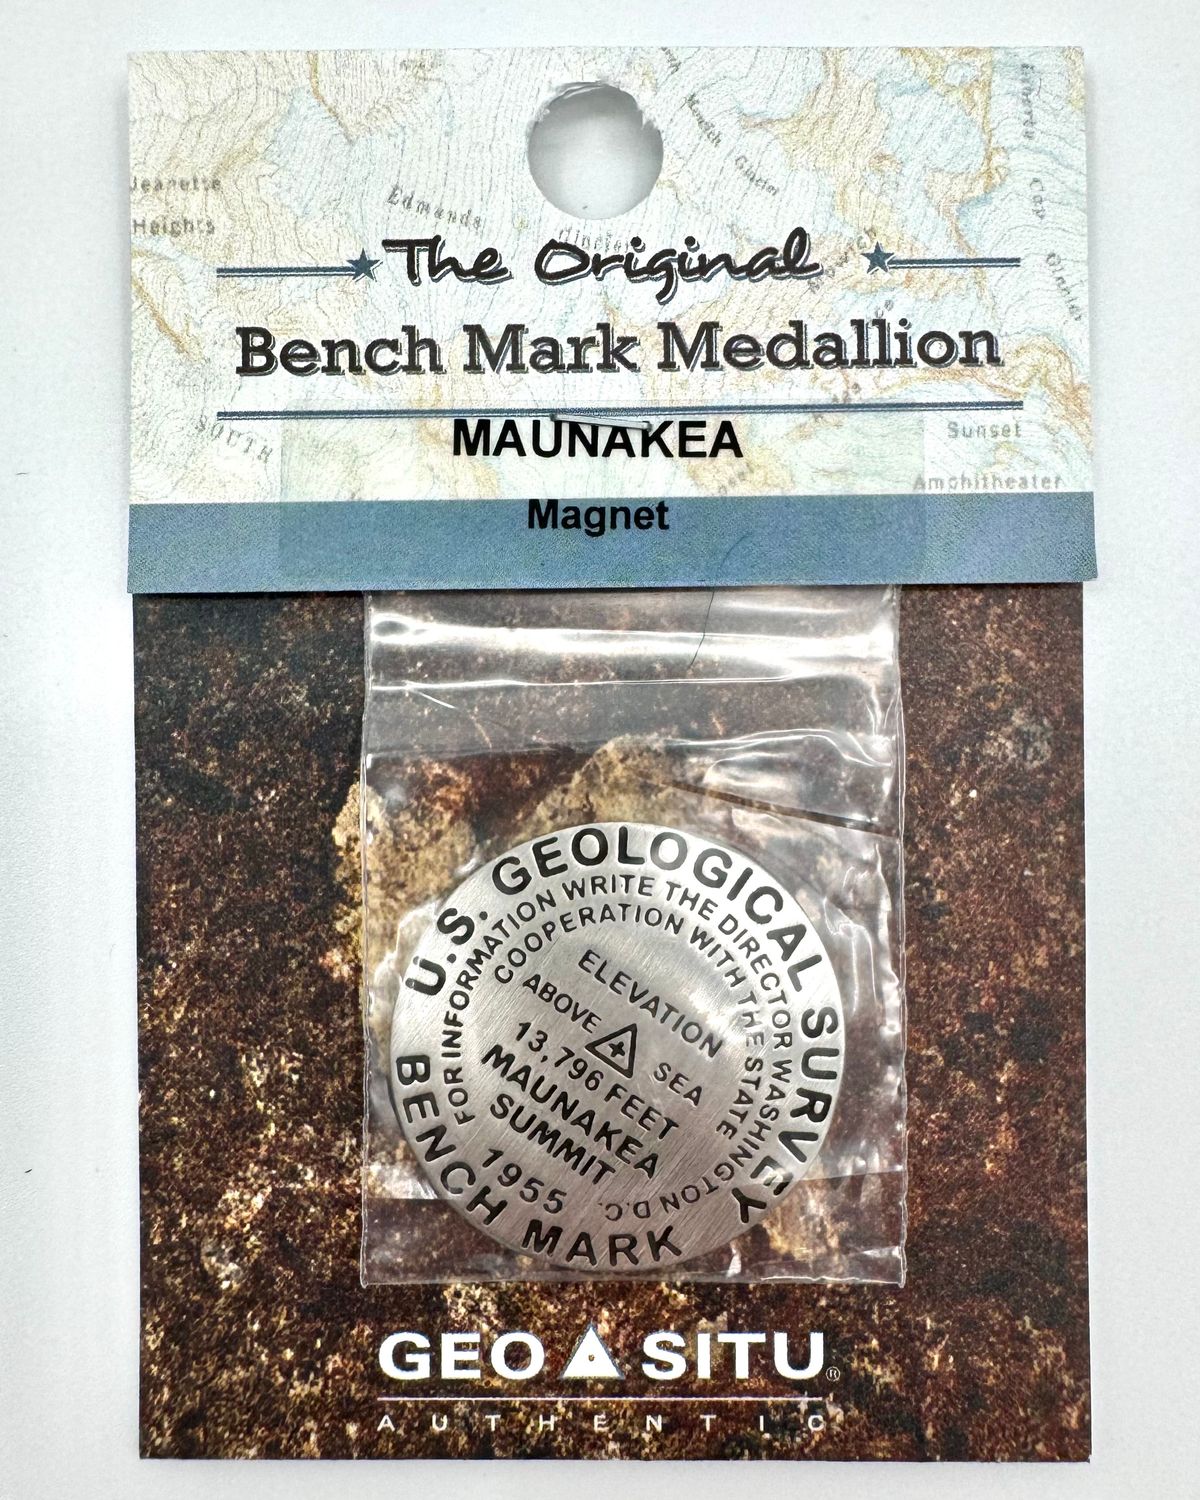 Jeanette
Heights
Edmands
Glacier
The Original
Bench Mark Medallion
SOUTH
MAUNAKEA
Sunset
Amphitheater
Magnet
U.S. GEOLOGICAL SURVEY
FOR INFORMATION WRITE THE DIRECTOR WASHINGTON D.C.
COOPERATION WITH THE STATE
ELEVATION
ABOVE SEA
13,796 FEET
MAUNAKEA
SUMMIT
1955
BENCH MARK
GEO SITU®
AUTHENTIC